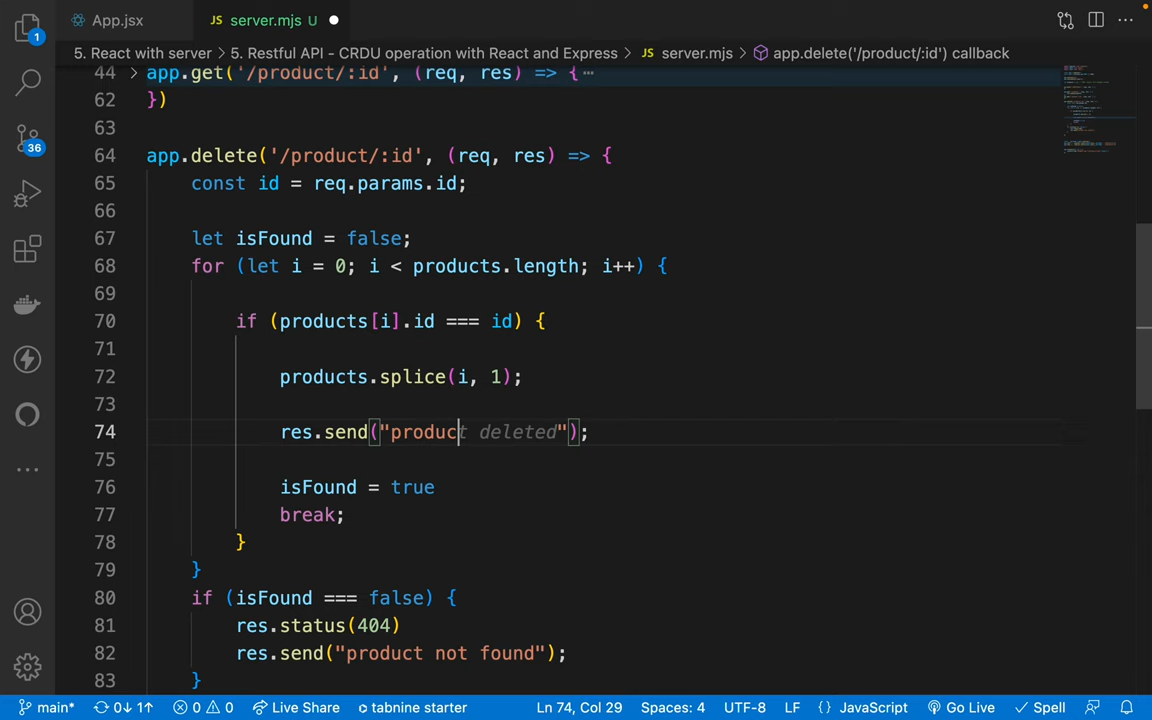 App.jsx JS server.mjs U
5. React with server > 5. Restful API - CRDU operation with React and Express > JS server.mjs > app.delete('/product/:id') callback
1
36
44 > app.get('/product/:id', (req, res) => {⋯
62 })
63
64 app.delete('/product/:id', (req, res) => {
65 const id = req.params.id;
66
67 let isFound = false;
68 for (let i = 0; i < products.length; i++) {
69
70 if (products[i].id === id) {
71
72 products.splice(i, 1);
73
74 res.send("product deleted");
75
76 isFound = true
77 break;
78 }
79 }
80 if (isFound === false) {
81 res.status(404)
82 res.send("product not found");
83 }
main* 0↓ 1↑ 0 0 Live Share tabnine starter Ln 74, Col 29 Spaces: 4 UTF-8 LF {} JavaScript Go Live Spell